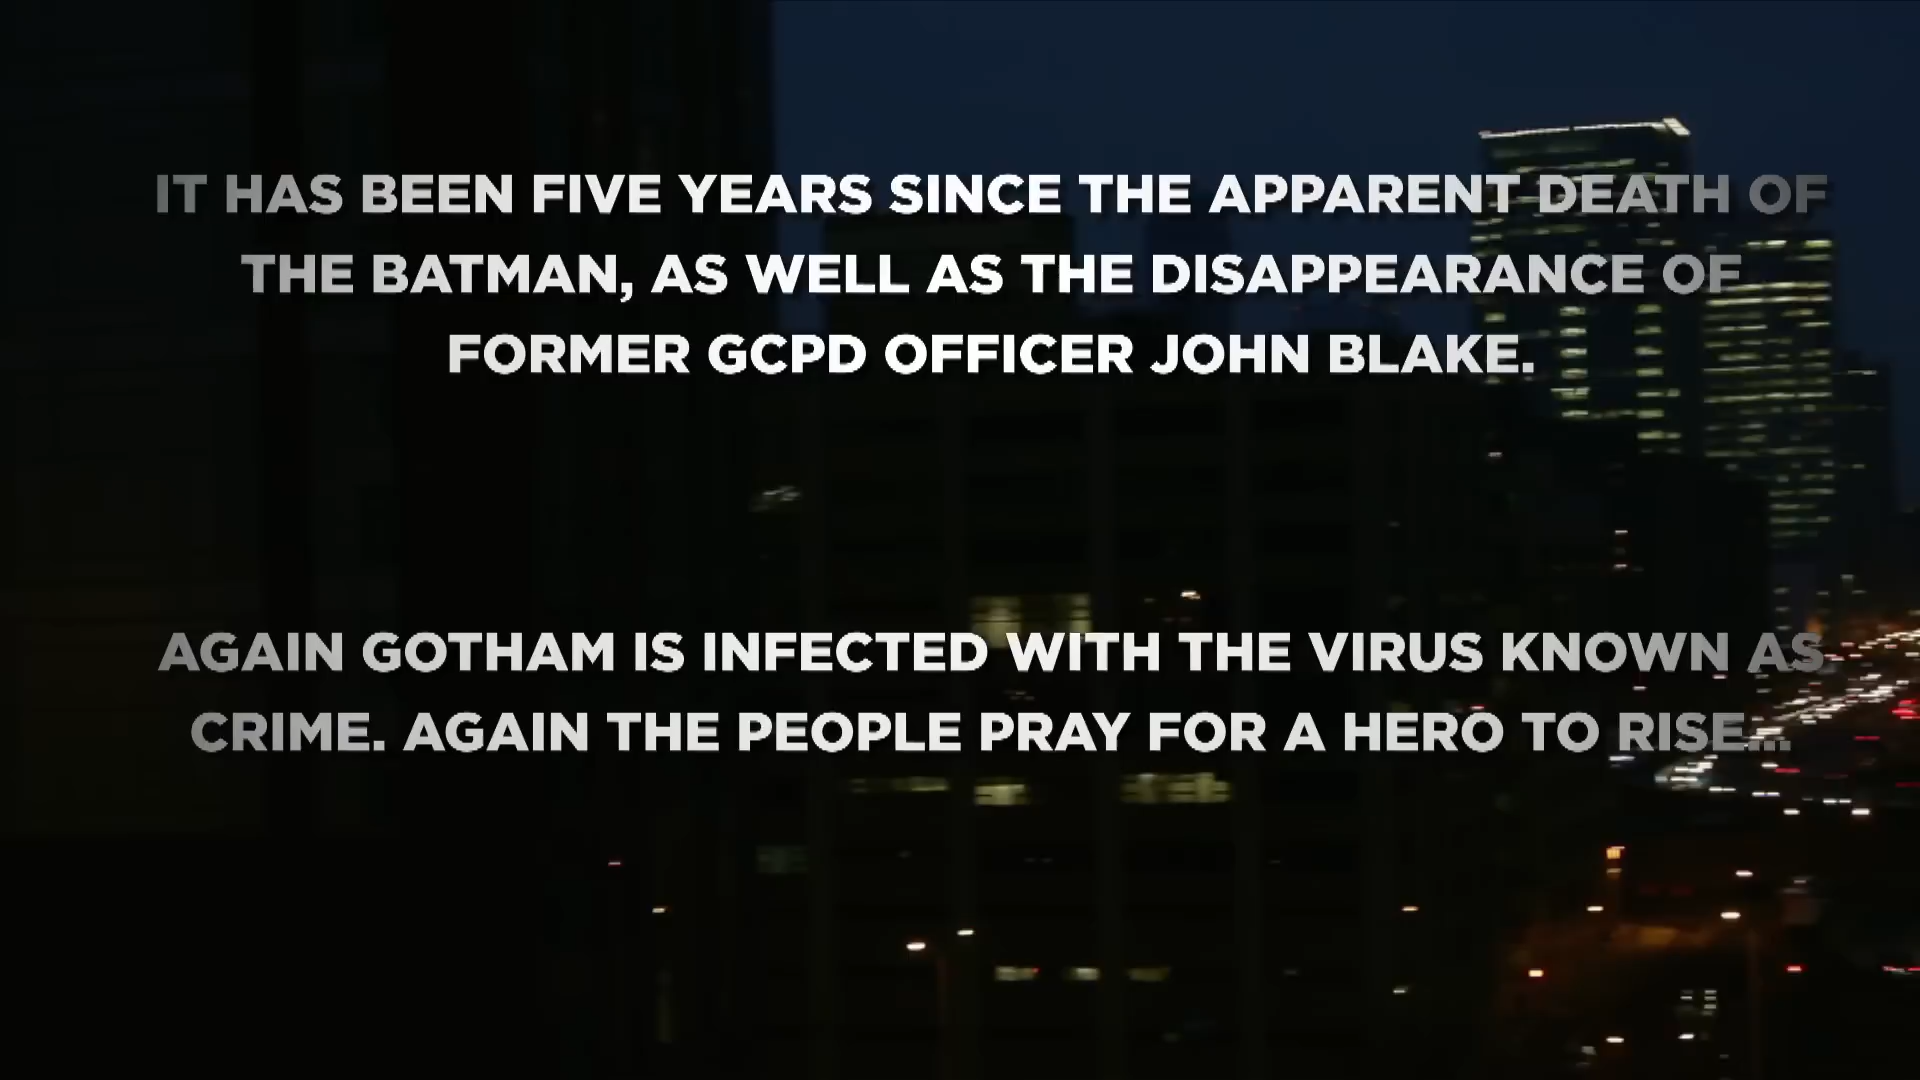 IT HAS BEEN FIVE YEARS SINCE THE APPARENT DEATH OF
THE BATMAN, AS WELL AS THE DISAPPEARANCE OF
FORMER GCPD OFFICER JOHN BLAKE.
AGAIN GOTHAM IS INFECTED WITH THE VIRUS KNOWN AS
CRIME. AGAIN THE PEOPLE PRAY FOR A HERO TO RISE...